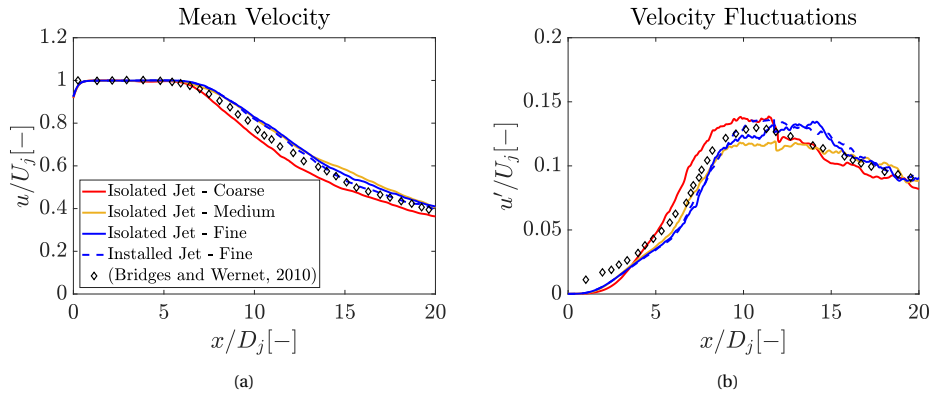 Mean Velocity
1.2
1
0.8
0.6
0.4
0.2
0
u/U_j[−]
Isolated Jet - Coarse
Isolated Jet - Medium
Isolated Jet - Fine
Installed Jet - Fine
(Bridges and Wernet, 2010)
0 5 10 15 20
x/D_j[−]
(a)
Velocity Fluctuations
0.2
0.15
0.1
0.05
0
u′/U_j[−]
0 5 10 15 20
x/D_j[−]
(b)